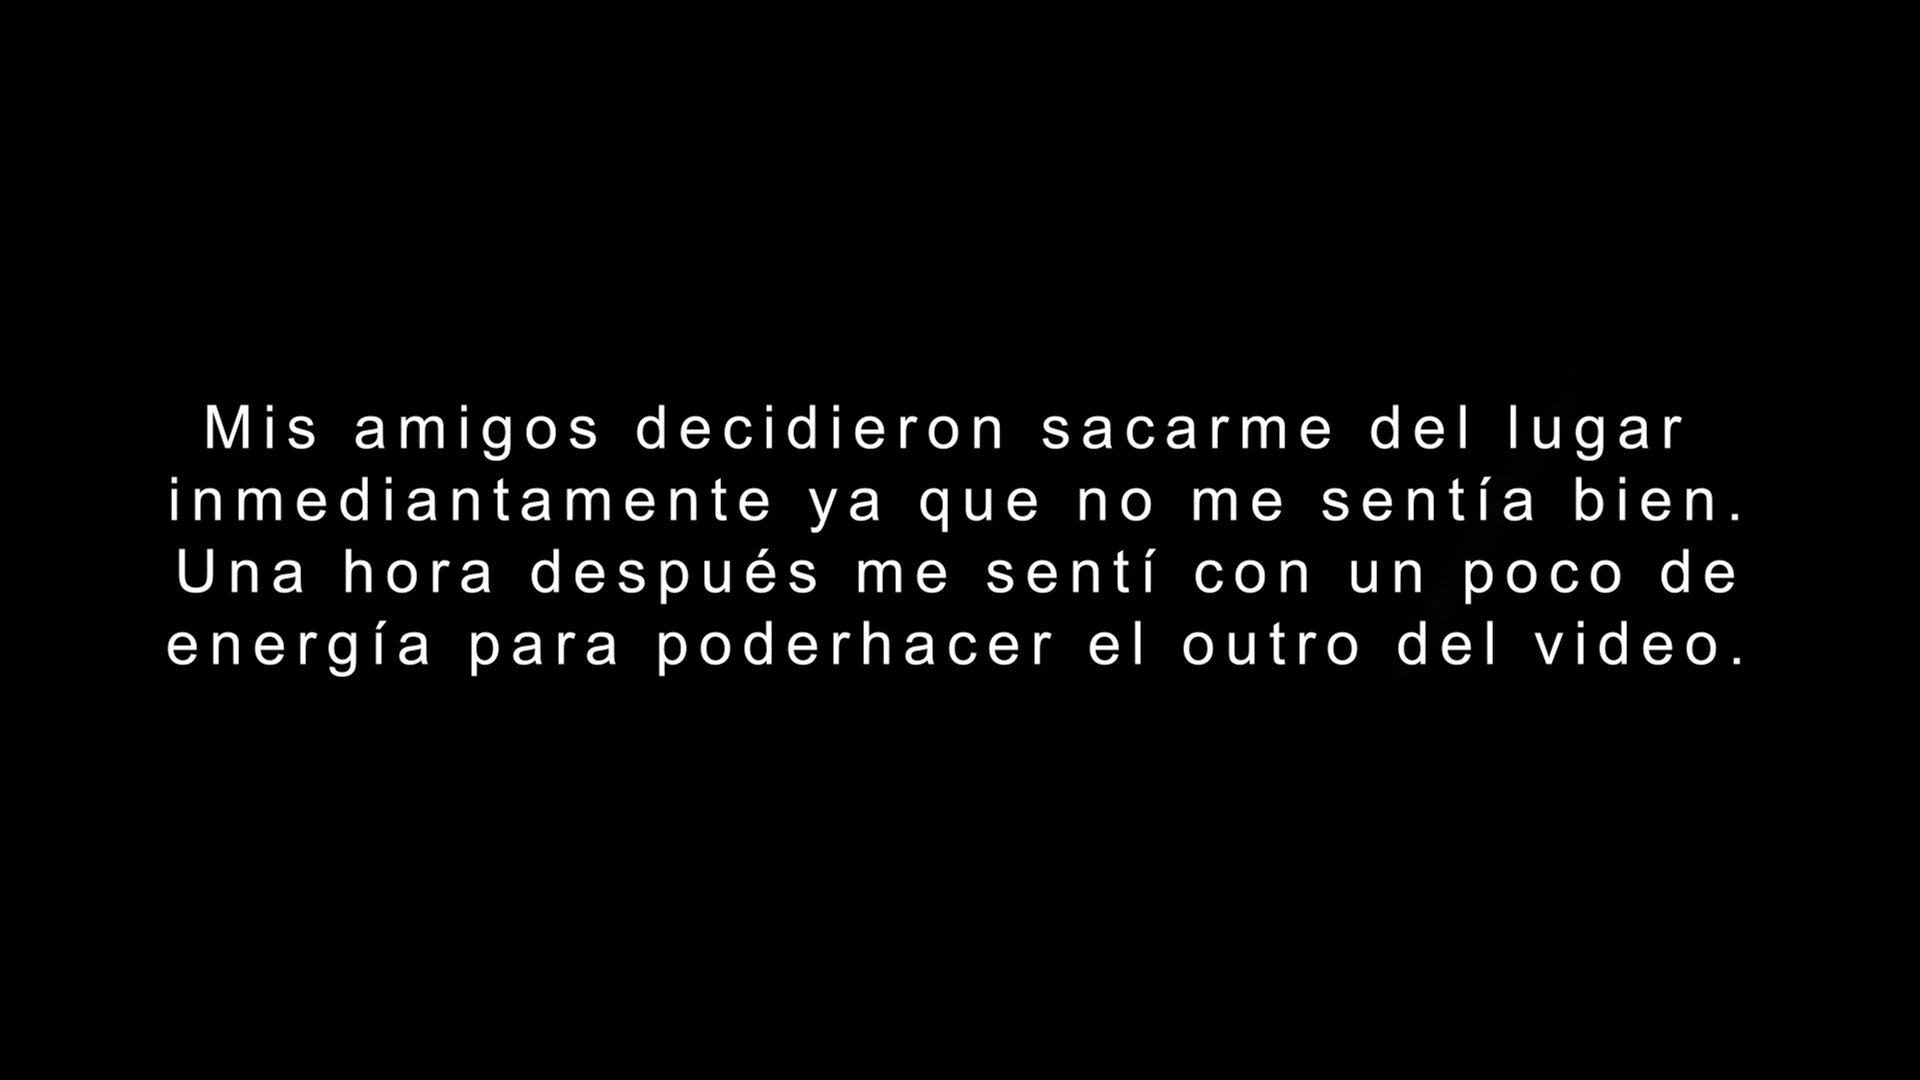 Mis amigos decidieron sacarme del lugar
inmediantamente ya que no me sentía bien.
Una hora después me sentí con un poco de
energía para poderhacer el outro del video.